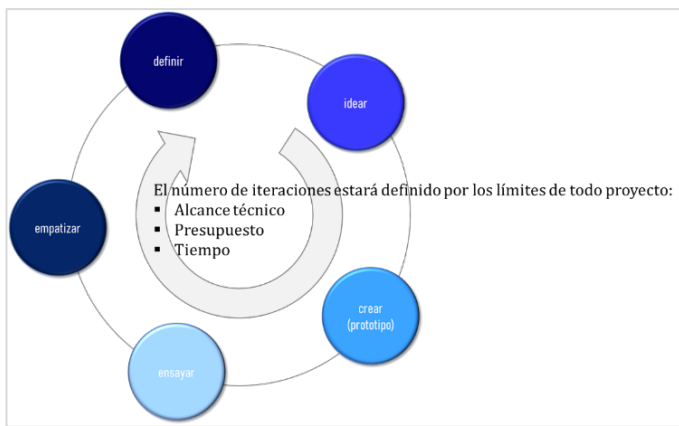 definir
idear
El número de iteraciones estará definido por los límites de todo proyecto:
▪ Alcance técnico
▪ Presupuesto
▪ Tiempo
empatizar
crear
(prototipo)
ensayar